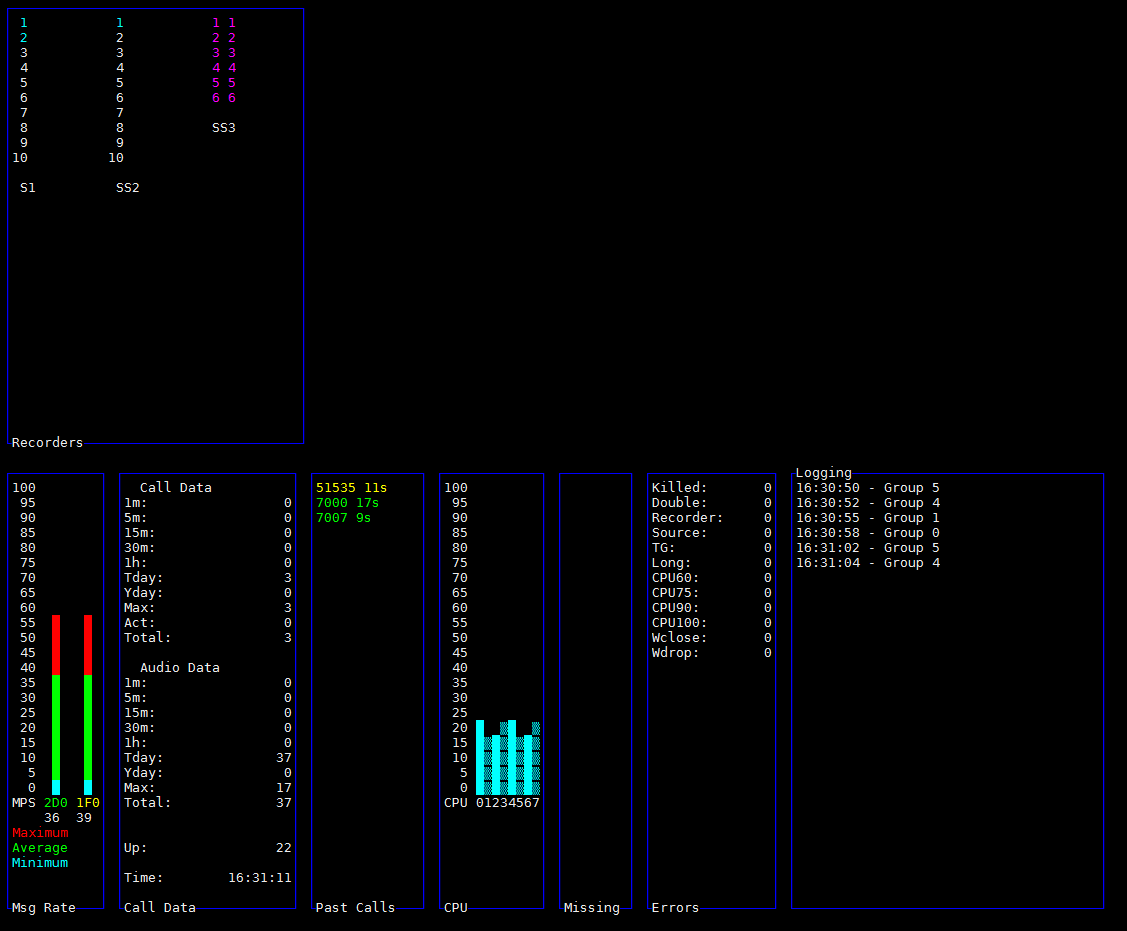 1 1 1 1
2 2 2 2
3 3 3 3
4 4 4 4
5 5 5 5
6 6 6 6
7 7
8 8 SS3
9 9
10 10
S1 SS2
Recorders
100
95
90
85
80
75
70
65
60
55
50
45
40
35
30
25
20
15
10
5
0
MPS 2D0 1F0
36 39
Maximum
Average
Minimum
Msg Rate
Call Data
1m: 0
5m: 0
15m: 0
30m: 0
1h: 0
Tday: 3
Yday: 0
Max: 3
Act: 0
Total: 3
Audio Data
1m: 0
5m: 0
15m: 0
30m: 0
1h: 0
Tday: 37
Yday: 0
Max: 17
Total: 37
Up: 22
Time: 16:31:11
Call Data
51535 11s
7000 17s
7007 9s
Past Calls
100
95
90
85
80
75
70
65
60
55
50
45
40
35
30
25
20
15
10
5
0
CPU 01234567
CPU
Missing
Killed: 0
Double: 0
Recorder: 0
Source: 0
TG: 0
Long: 0
CPU60: 0
CPU75: 0
CPU90: 0
CPU100: 0
Wclose: 0
Wdrop: 0
Errors
Logging
16:30:50 - Group 5
16:30:52 - Group 4
16:30:55 - Group 1
16:30:58 - Group 0
16:31:02 - Group 5
16:31:04 - Group 4